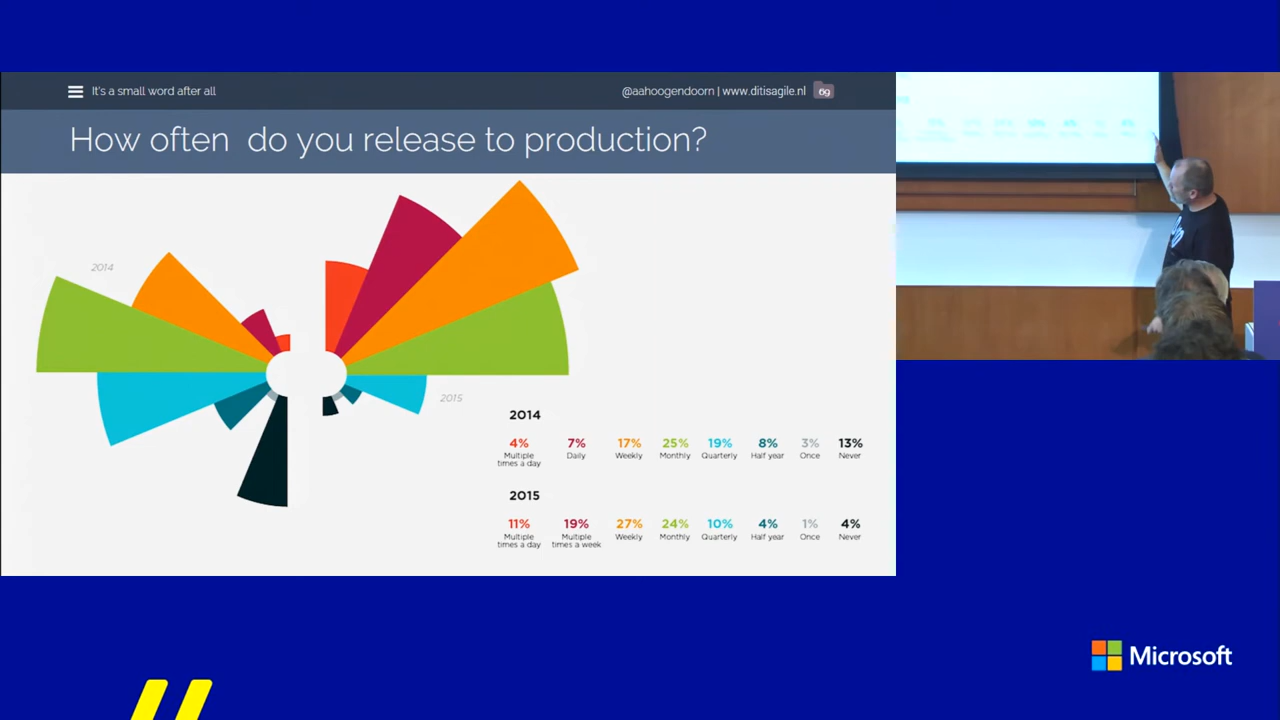 It's a small word after all
@aahoogendoorn | www.ditisagile.nl
How often do you release to production?
2014
2015
2014
4% 7% 17% 25% 19% 8% 3% 13%
Multiple times a day Daily Weekly Monthly Quarterly Half year Once Never
2015
11% 19% 27% 24% 10% 4% 1% 4%
Multiple times a day Multiple times a week Weekly Monthly Quarterly Half year Once Never
Microsoft